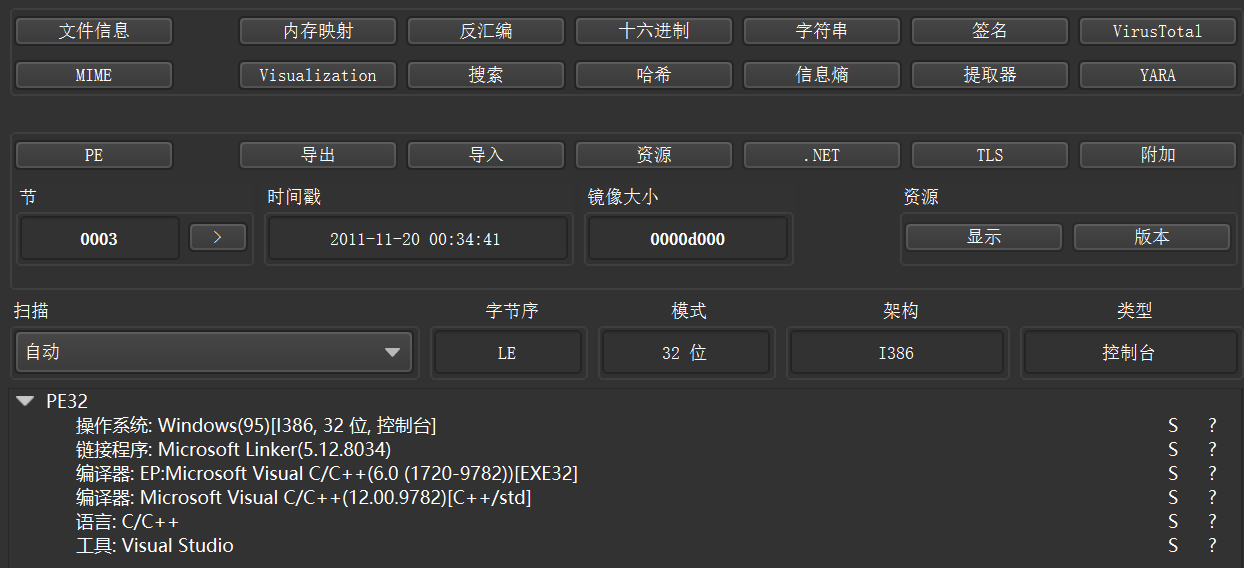 文件信息 内存映射 反汇编 十六进制 字符串 签名 VirusTotal
MIME Visualization 搜索 哈希 信息熵 提取器 YARA
PE 导出 导入 资源 .NET TLS 附加
节 时间戳 镜像大小 资源
0003 > 2011-11-20 00:34:41 0000d000 显示 版本
扫描 字节序 模式 架构 类型
自动 LE 32 位 I386 控制台
PE32
操作系统: Windows(95)[I386, 32 位, 控制台] S ?
链接程序: Microsoft Linker(5.12.8034) S ?
编译器: EP:Microsoft Visual C/C++(6.0 (1720-9782))[EXE32] S ?
编译器: Microsoft Visual C/C++(12.00.9782)[C++/std] S ?
语言: C/C++ S ?
工具: Visual Studio S ?